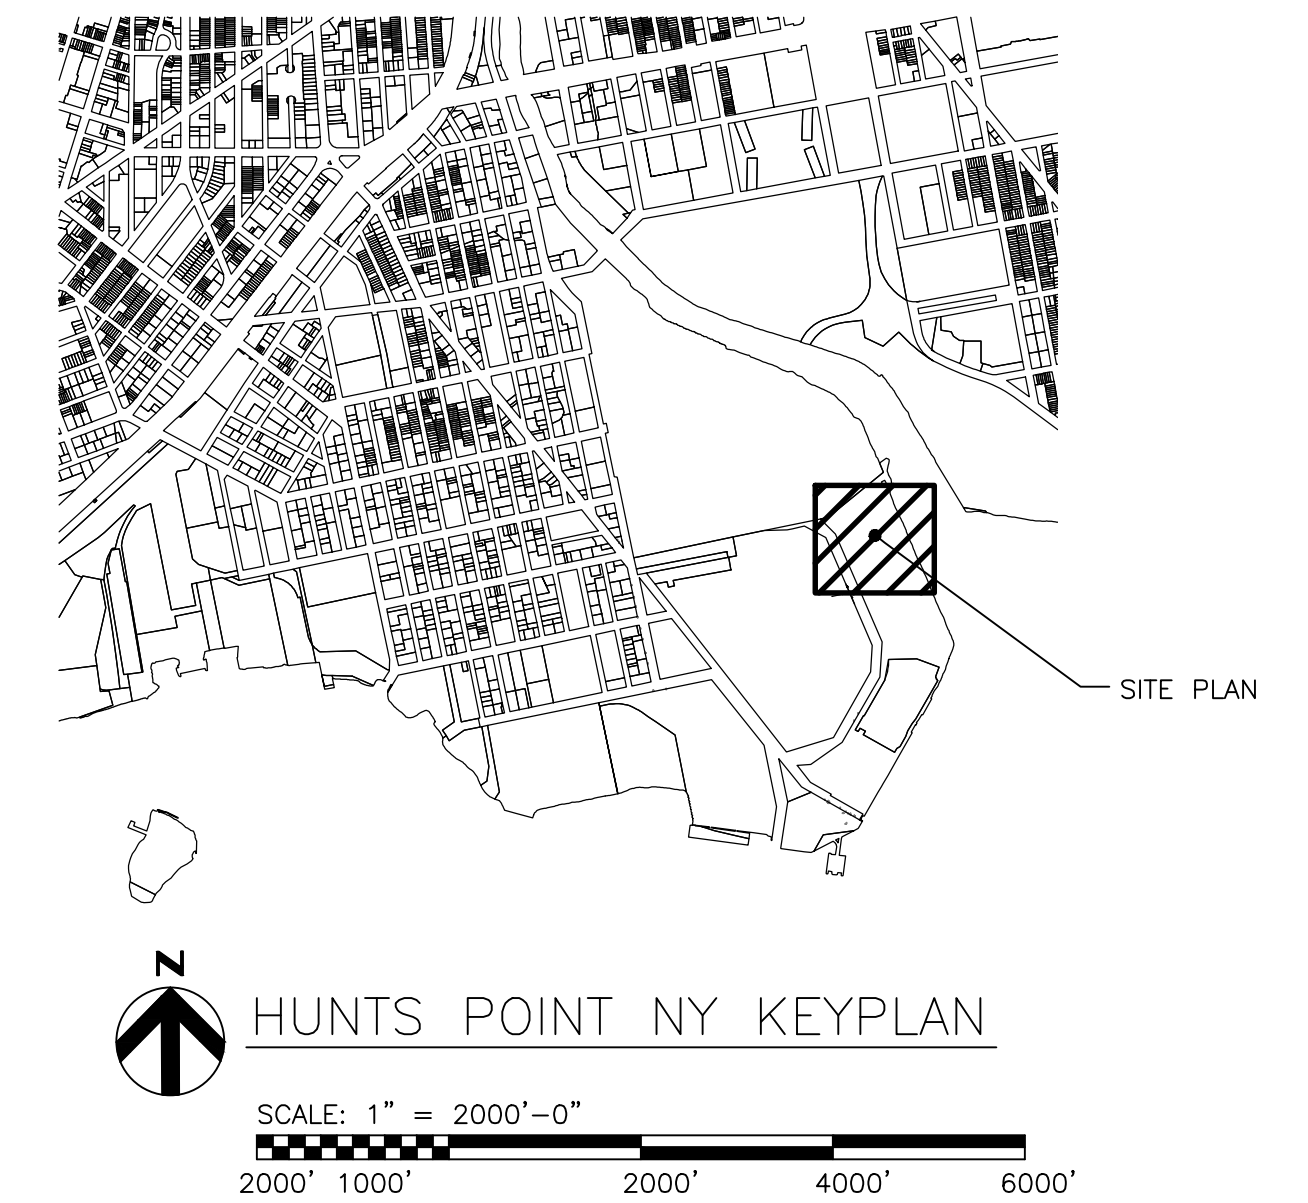 SITE PLAN
N
HUNTS POINT NY KEYPLAN
SCALE: 1” = 2000’-0”
2000’ 1000’ 2000’ 4000’ 6000’